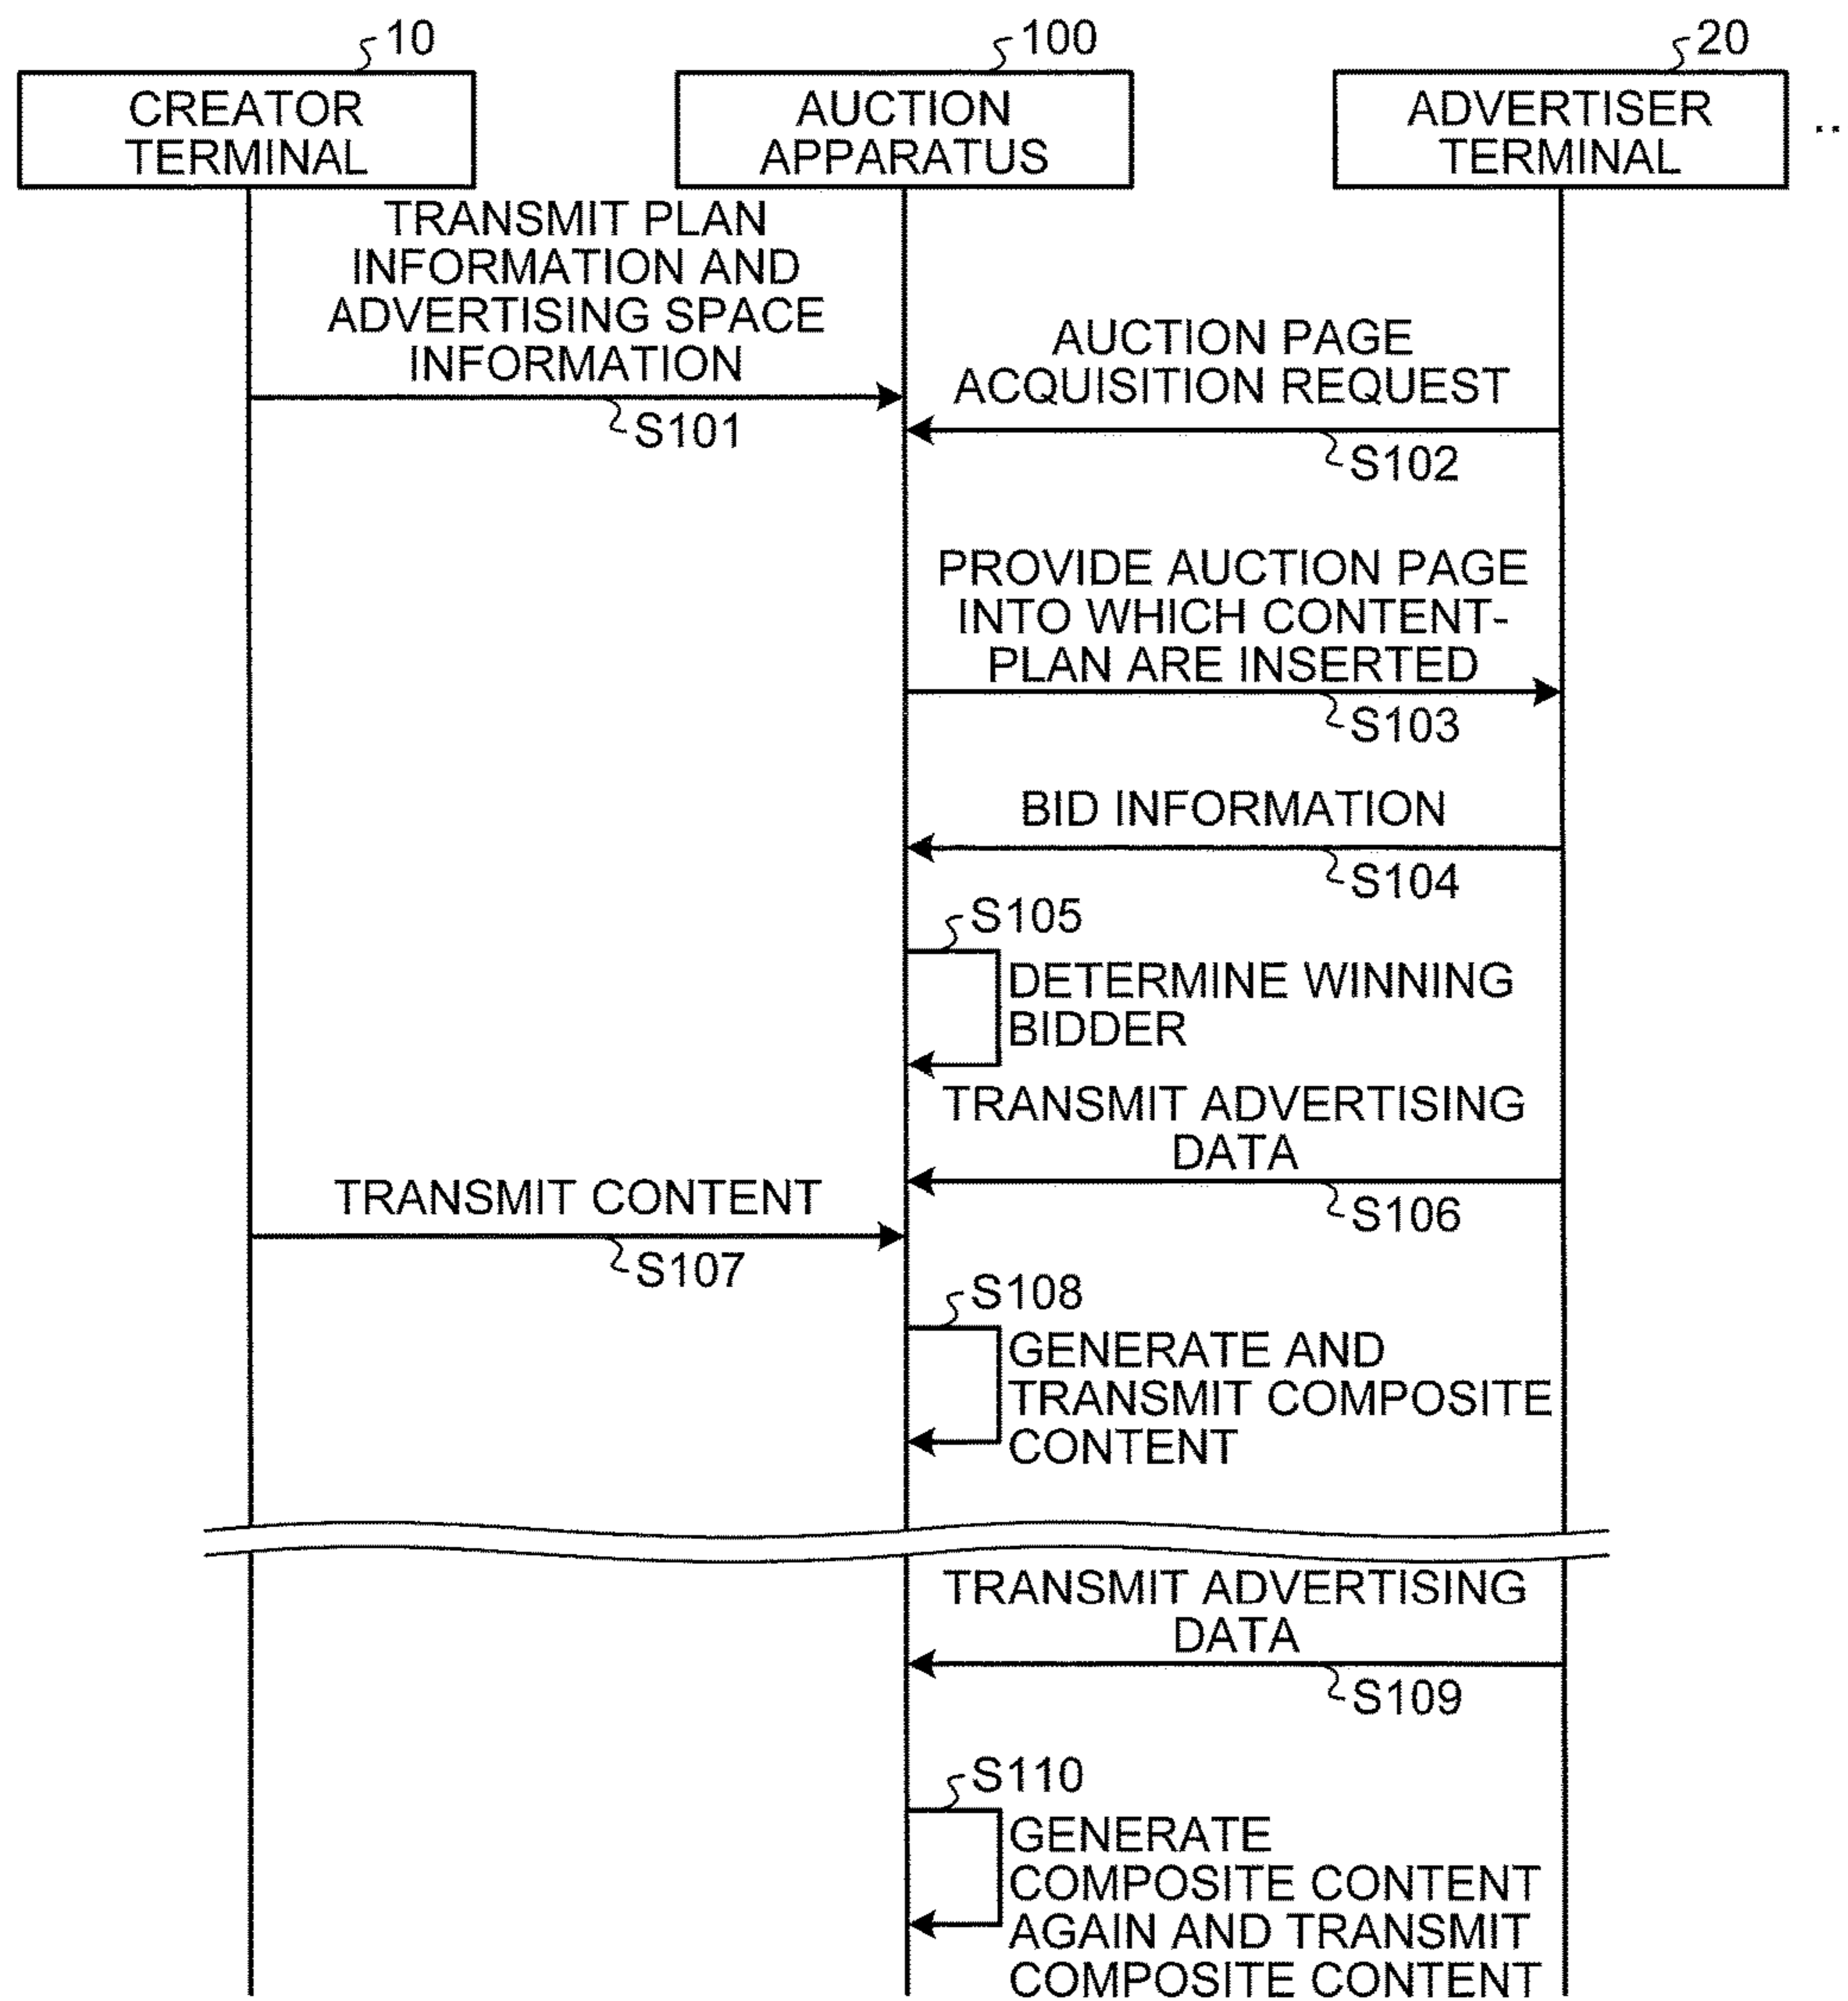 10
100
20
CREATOR
TERMINAL
AUCTION
APPARATUS
ADVERTISER
TERMINAL
..
TRANSMIT PLAN
INFORMATION AND
ADVERTISING SPACE
INFORMATION
S101
AUCTION PAGE
ACQUISITION REQUEST
S102
PROVIDE AUCTION PAGE
INTO WHICH CONTENT-
PLAN ARE INSERTED
S103
BID INFORMATION
S104
S105
DETERMINE WINNING
BIDDER
TRANSMIT ADVERTISING
DATA
S106
TRANSMIT CONTENT
S107
S108
GENERATE AND
TRANSMIT COMPOSITE
CONTENT
TRANSMIT ADVERTISING
DATA
S109
S110
GENERATE
COMPOSITE CONTENT
AGAIN AND TRANSMIT
COMPOSITE CONTENT